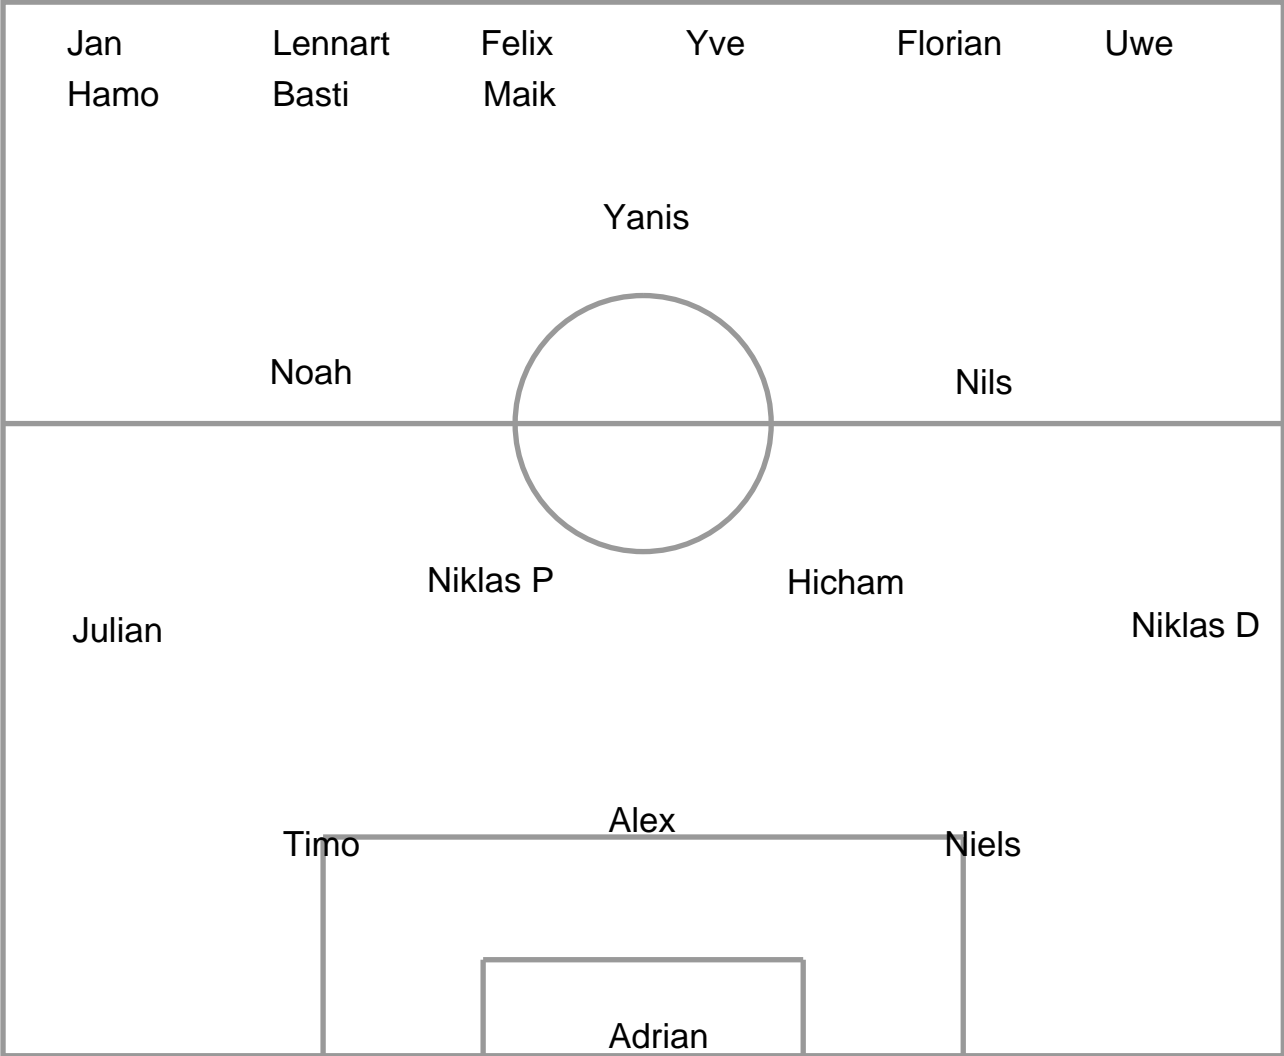 Jan Lennart Felix Yve Florian Uwe
Hamo Basti Maik
Yanis
Noah Nils
Niklas P Hicham
Julian Niklas D
Alex
Timo Niels
Adrian